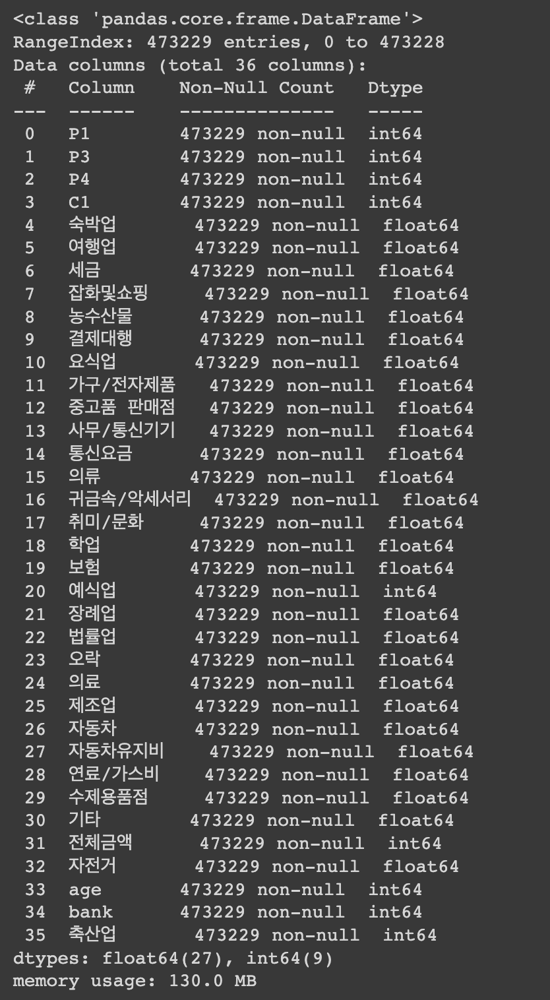 <class 'pandas.core.frame.DataFrame'>
RangeIndex: 473229 entries, 0 to 473228
Data columns (total 36 columns):
 #   Column    Non-Null Count   Dtype
---  ------    --------------   -----
 0   P1        473229 non-null  int64
 1   P3        473229 non-null  int64
 2   P4        473229 non-null  int64
 3   C1        473229 non-null  int64
 4   숙박업       473229 non-null  float64
 5   여행업       473229 non-null  float64
 6   세금        473229 non-null  float64
 7   잡화및쇼핑     473229 non-null  float64
 8   농수산물      473229 non-null  float64
 9   결제대행      473229 non-null  float64
 10  요식업       473229 non-null  float64
 11  가구/전자제품   473229 non-null  float64
 12  중고품 판매점   473229 non-null  float64
 13  사무/통신기기   473229 non-null  float64
 14  통신요금      473229 non-null  float64
 15  의류        473229 non-null  float64
 16  귀금속/악세서리  473229 non-null  float64
 17  취미/문화     473229 non-null  float64
 18  학업        473229 non-null  float64
 19  보험        473229 non-null  float64
 20  예식업       473229 non-null  int64
 21  장례업       473229 non-null  float64
 22  법률업       473229 non-null  float64
 23  오락        473229 non-null  float64
 24  의료        473229 non-null  float64
 25  제조업       473229 non-null  float64
 26  자동차       473229 non-null  float64
 27  자동차유지비    473229 non-null  float64
 28  연료/가스비    473229 non-null  float64
 29  수제용품점     473229 non-null  float64
 30  기타        473229 non-null  float64
 31  전체금액      473229 non-null  int64
 32  자전거       473229 non-null  float64
 33  age       473229 non-null  int64
 34  bank      473229 non-null  int64
 35  축산업       473229 non-null  int64
dtypes: float64(27), int64(9)
memory usage: 130.0 MB